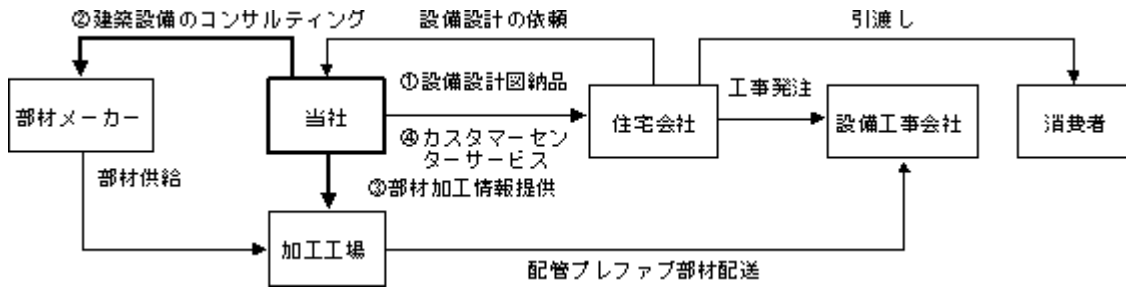 ②建築設備のコンサルティング
設備設計の依頼
引渡し
①設備設計図納品
工事発注
部材メーカー
当社
住宅会社
設備工事会社
消費者
④カスタマーセン
ターサービス
部材供給
③部材加工情報提供
加工工場
配管プレファブ部材配送